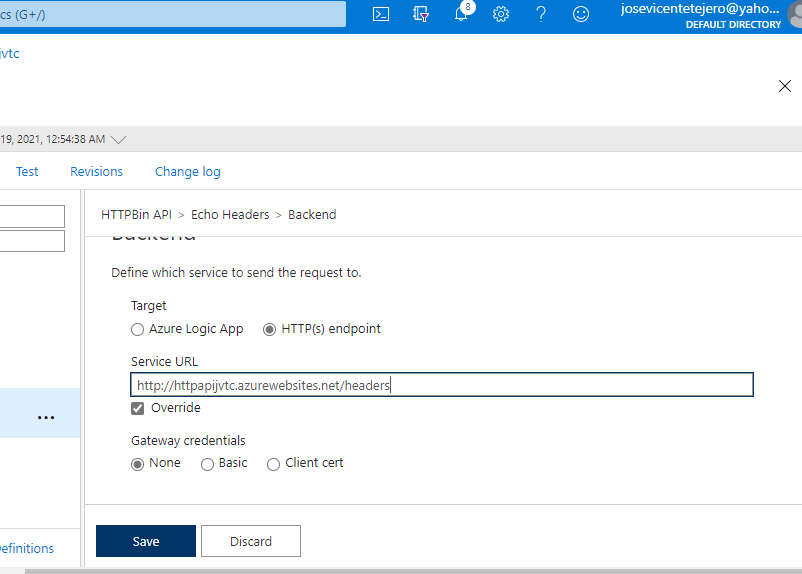 cs (G+/)
8
josevicentetejero@yaho...
DEFAULT DIRECTORY
jvtc
19, 2021, 12:54:38 AM
Test Revisions Change log
HTTPBin API > Echo Headers > Backend
Backend
Define which service to send the request to.
Target
Azure Logic App HTTP(s) endpoint
Service URL
http://httpapijvtc.azurewebsites.net/headers
Override
...
Gateway credentials
None Basic Client cert
Save Discard
efinitions